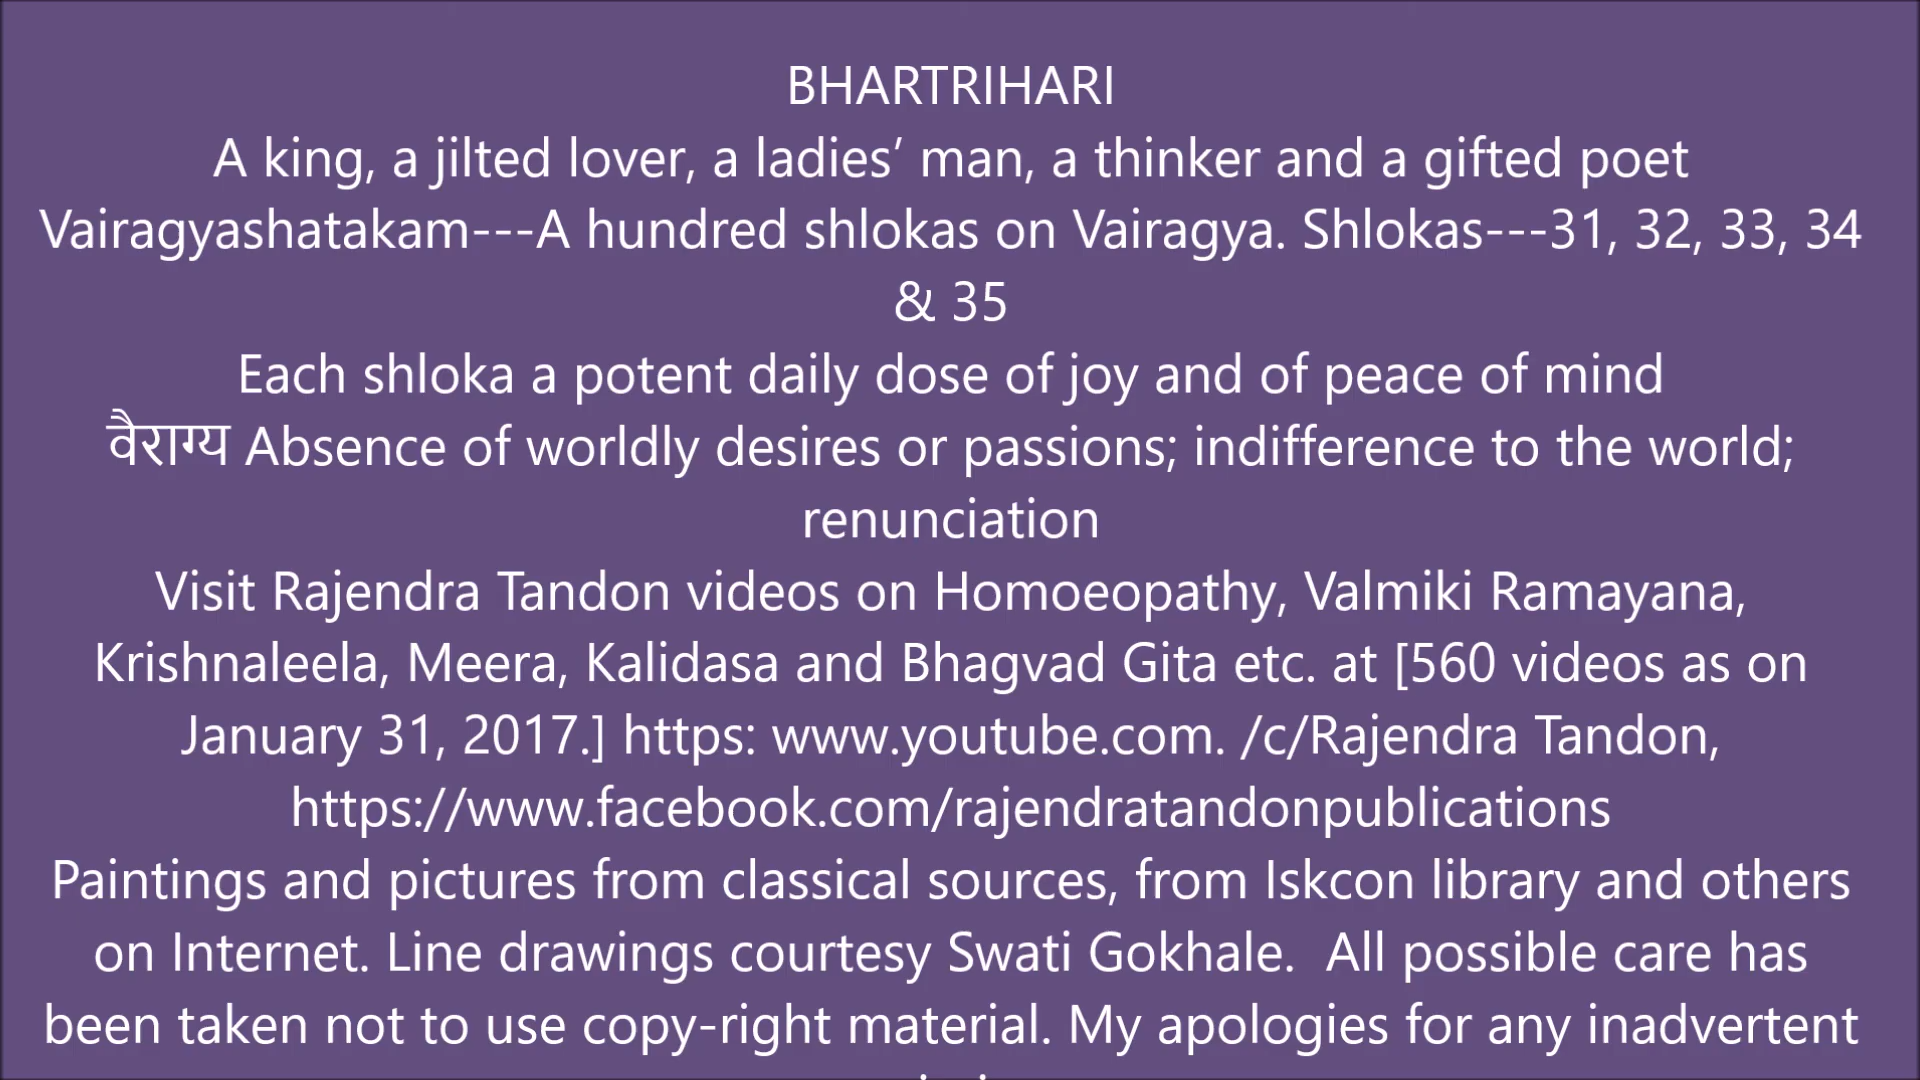 BHARTRIHARI
A king, a jilted lover, a ladies’ man, a thinker and a gifted poet
Vairagyashatakam---A hundred shlokas on Vairagya. Shlokas---31, 32, 33, 34
& 35
Each shloka a potent daily dose of joy and of peace of mind
वैराग्य Absence of worldly desires or passions; indifference to the world;
renunciation
Visit Rajendra Tandon videos on Homoeopathy, Valmiki Ramayana,
Krishnaleela, Meera, Kalidasa and Bhagvad Gita etc. at [560 videos as on
January 31, 2017.] https: www.youtube.com. /c/Rajendra Tandon,
https://www.facebook.com/rajendratandonpublications
Paintings and pictures from classical sources, from Iskcon library and others
on Internet. Line drawings courtesy Swati Gokhale.  All possible care has
been taken not to use copy-right material. My apologies for any inadvertent